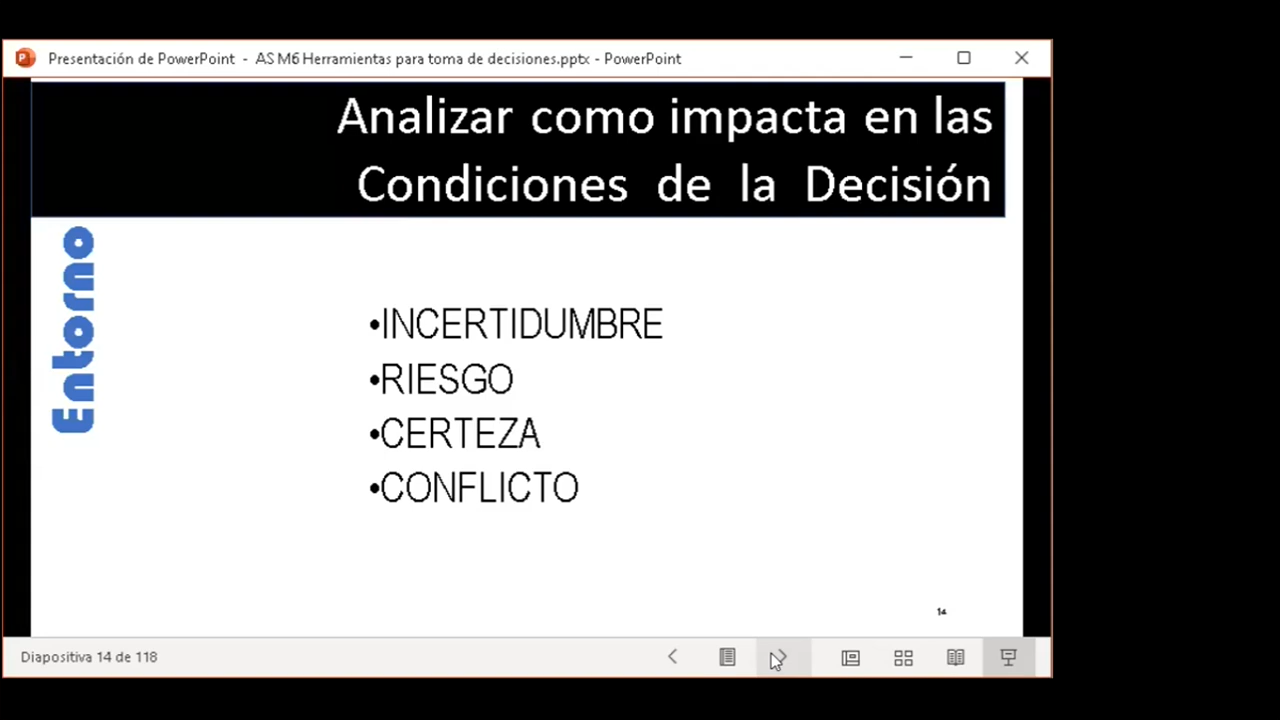 Presentación de PowerPoint - AS M6 Herramientas para toma de decisiones.pptx - PowerPoint
Analizar como impacta en las
Condiciones de la Decisión
Entorno
•INCERTIDUMBRE
•RIESGO
•CERTEZA
•CONFLICTO
14
Diapositiva 14 de 118